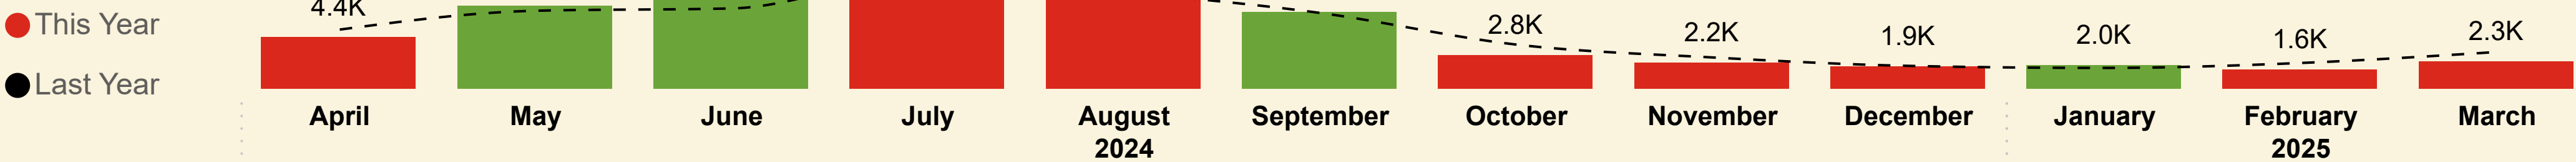 This Year
Last Year
4.4K
2.8K
2.2K
1.9K
2.0K
1.6K
2.3K
April May June July August September October November December January February March
2024 2025